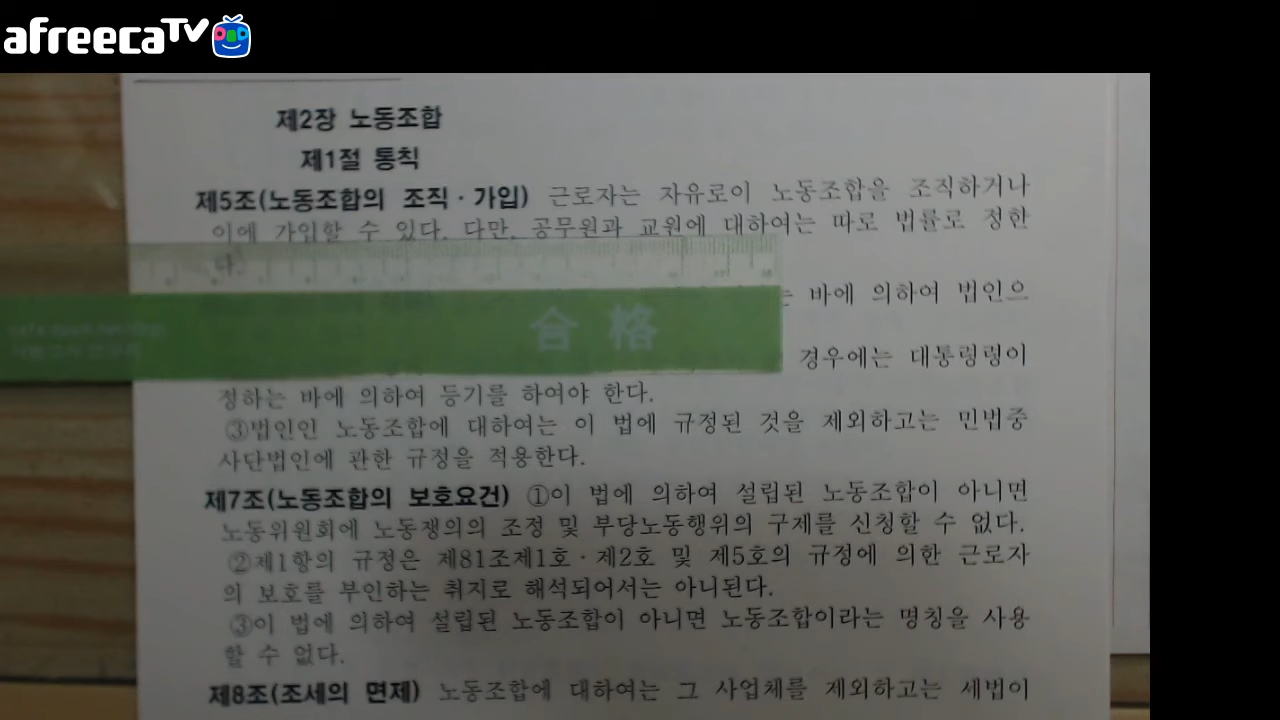 afreecaTV
제2장 노동조합
제1절 통칙
제5조(노동조합의 조직·가입) 근로자는 자유로이 노동조합을 조직하거나
이에 가입할 수 있다. 다만, 공무원과 교원에 대하여는 따로 법률로 정한
다.
바에 의하여 법인으
合格
경우에는 대통령령이
정하는 바에 의하여 등기를 하여야 한다.
③법인인 노동조합에 대하여는 이 법에 규정된 것을 제외하고는 민법중
사단법인에 관한 규정을 적용한다.
제7조(노동조합의 보호요건) ①이 법에 의하여 설립된 노동조합이 아니면
노동위원회에 노동쟁의의 조정 및 부당노동행위의 구제를 신청할 수 없다.
②제1항의 규정은 제81조제1호·제2호 및 제5호의 규정에 의한 근로자
의 보호를 부인하는 취지로 해석되어서는 아니된다.
③이 법에 의하여 설립된 노동조합이 아니면 노동조합이라는 명칭을 사용
할 수 없다.
제8조(조세의 면제) 노동조합에 대하여는 그 사업체를 제외하고는 세법이